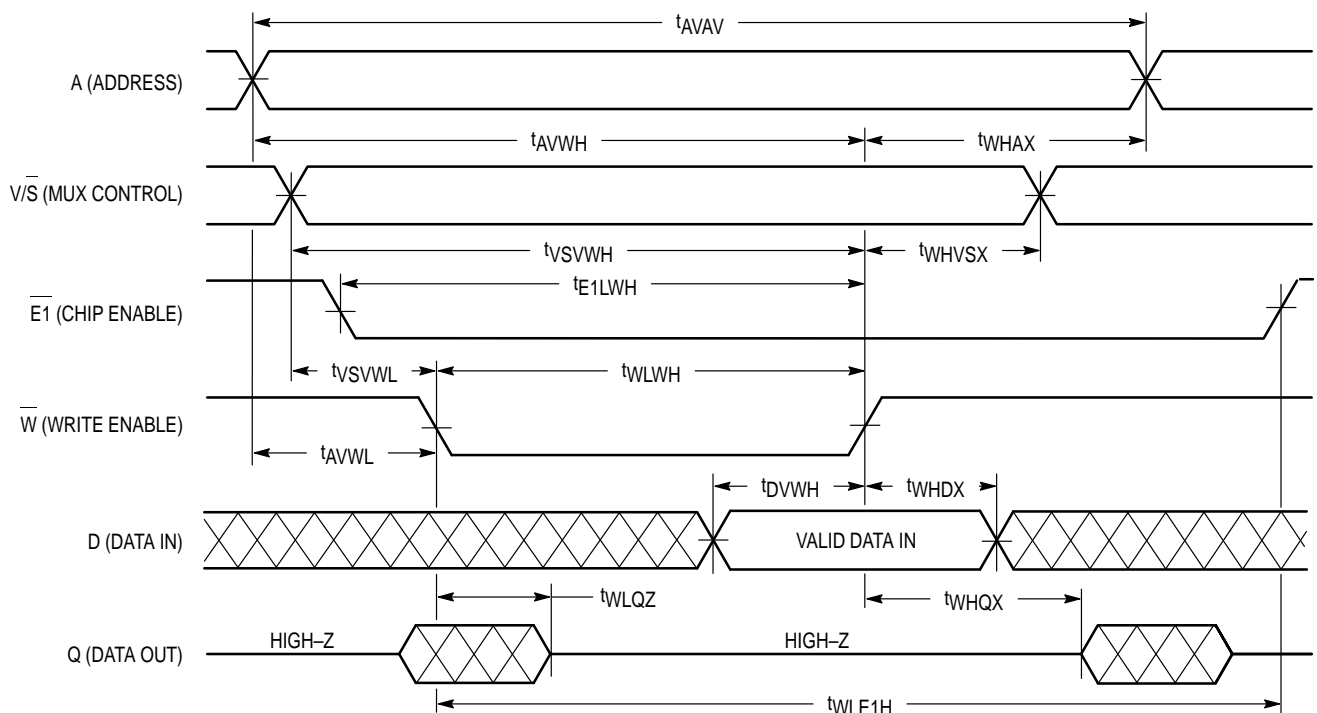 tAVAV
A (ADDRESS)
tAVWH
tWHAX
V/S̅ (MUX CONTROL)
tVSVWH
tWHVSX
tE1LWH
E̅1̅ (CHIP ENABLE)
tVSVWL
tWLWH
W̅ (WRITE ENABLE)
tAVWL
tDVWH
tWHDX
D (DATA IN)
VALID DATA IN
tWLQZ
tWHQX
HIGH–Z
HIGH–Z
Q (DATA OUT)
tWLE1H